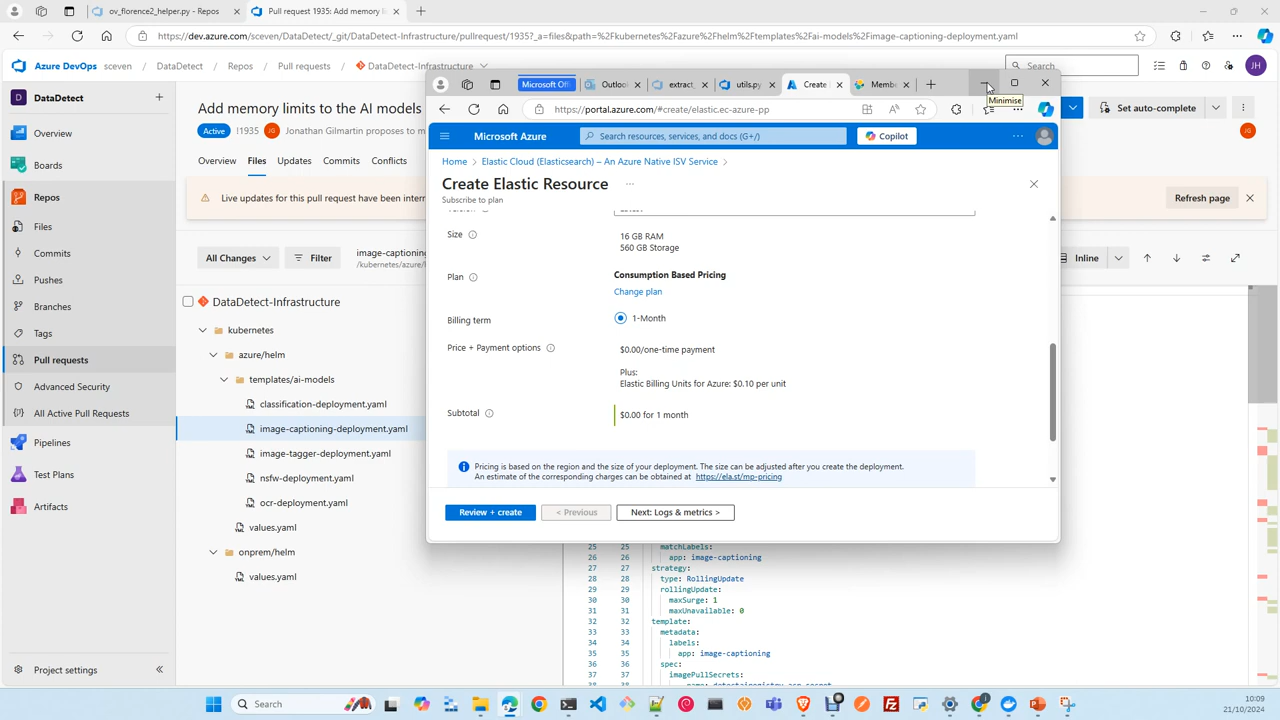 ov_florence2_helper.py - Repos
Pull request 1935: Add memory l
https://dev.azure.com/sceven/DataDetect/_git/DataDetect-Infrastructure/pullrequest/1935?_a=files&path=%2Fkubernetes%2Fazure%2Fhelm%2Ftemplates%2Fai-models%2Fimage-captioning-deployment.yaml
Azure DevOps
sceven
DataDetect
Repos
Pull requests
DataDetect-Infrastructure
Search
JH
D
DataDetect
Overview
Boards
Repos
Files
Commits
Pushes
Branches
Tags
Pull requests
Advanced Security
All Active Pull Requests
Pipelines
Test Plans
Artifacts
Project settings
Add memory limits to the AI models
Set auto-complete
Active
!1935
JG
Jonathan Gilmartin proposes to m
JG
Overview
Files
Updates
Commits
Conflicts
Live updates for this pull request have been inter
Refresh page
All Changes
Filter
image-captioning
/kubernetes/azure/h
Inline
DataDetect-Infrastructure
kubernetes
azure/helm
templates/ai-models
classification-deployment.yaml
image-captioning-deployment.yaml
image-tagger-deployment.yaml
nsfw-deployment.yaml
ocr-deployment.yaml
values.yaml
onprem/helm
values.yaml
Microsoft Off
Outloo
extract_
utils.py
Create
Membe
Minimise
https://portal.azure.com/#create/elastic.ec-azure-pp
Microsoft Azure
Search resources, services, and docs (G+/)
Copilot
Home
Elastic Cloud (Elasticsearch) – An Azure Native ISV Service
Create Elastic Resource
Subscribe to plan
Size
16 GB RAM
560 GB Storage
Plan
Consumption Based Pricing
Change plan
Billing term
1-Month
Price + Payment options
$0.00/one-time payment
Plus:
Elastic Billing Units for Azure: $0.10 per unit
Subtotal
$0.00 for 1 month
Pricing is based on the region and the size of your deployment. The size can be adjusted after you create the deployment.
An estimate of the corresponding charges can be obtained at https://ela.st/mp-pricing
Review + create
< Previous
Next: Logs & metrics >
25 25 matchLabels:
26 26 app: image-captioning
27 27 strategy:
28 28 type: RollingUpdate
29 29 rollingUpdate:
30 30 maxSurge: 1
31 31 maxUnavailable: 0
32 32 template:
33 33 metadata:
34 34 labels:
35 35 app: image-captioning
36 36 spec:
37 37 imagePullSecrets:
38 38
Search
10:09
21/10/2024